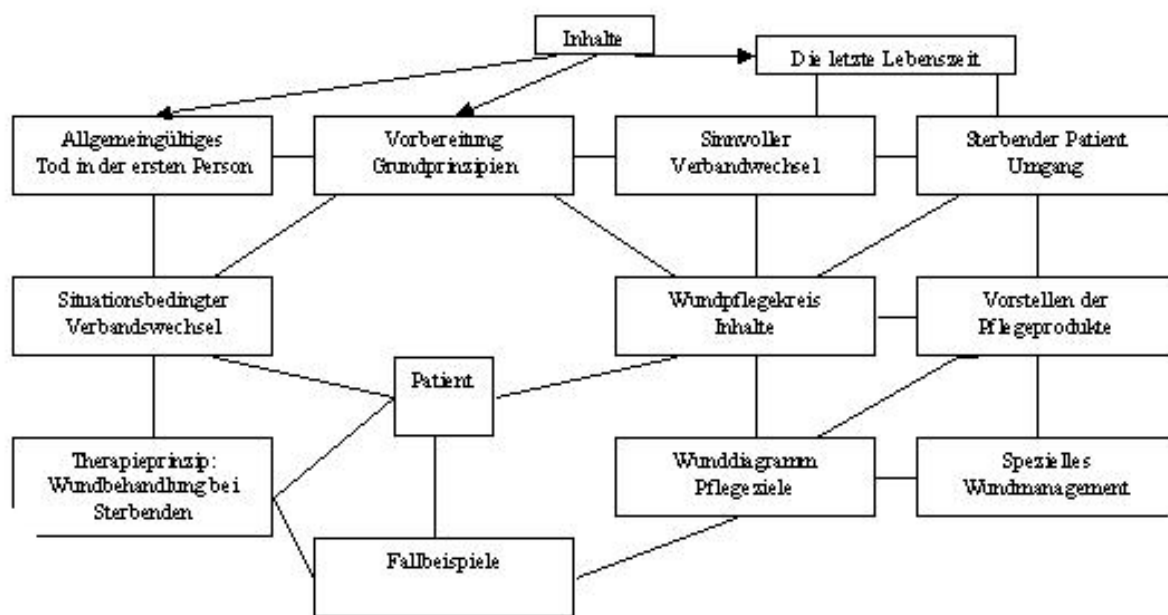 Inhalte
Die letzte Lebenszeit
Allgemeingültiges
Tod in der ersten Person
Vorbereitung
Grundprinzipien
Sinnvoller
Verbandwechsel
Sterbender Patient
Umgang
Situationsbedingter
Verbandswechsel
Wundpflegekreis
Inhalte
Vorstellen der
Pflegeprodukte
Patient
Therapieprinzip:
Wundbehandlung bei
Sterbenden
Wunddiagramm
Pflegeziele
Spezielles
Wundmanagement
Fallbeispiele